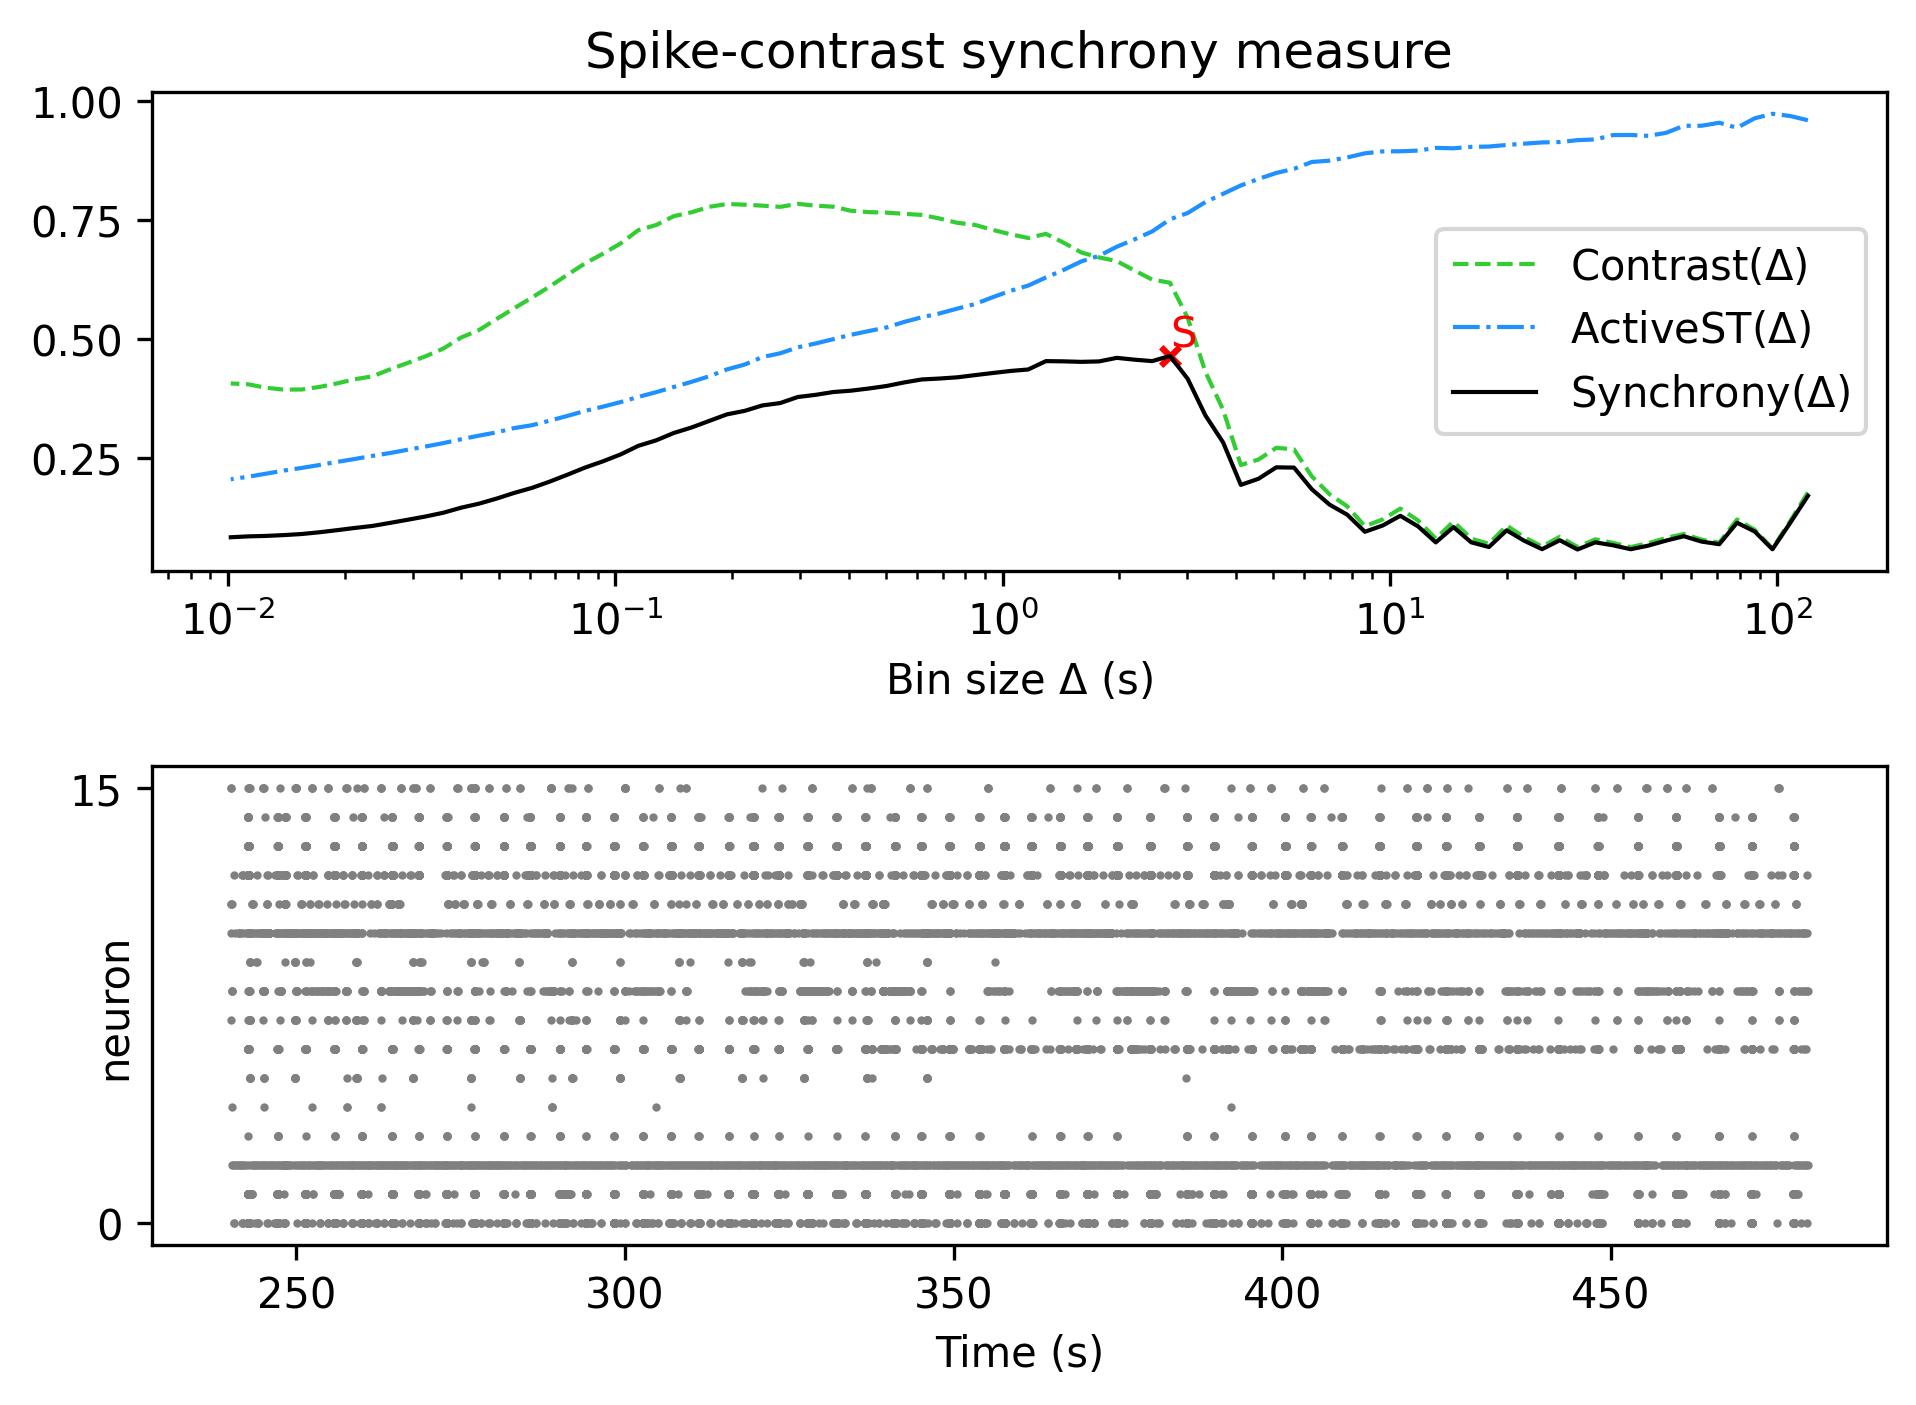 Spike-contrast synchrony measure
1.00
0.75
0.50
0.25
S
Contrast(Δ)
ActiveST(Δ)
Synchrony(Δ)
10⁻² 10⁻¹ 10⁰ 10¹ 10²
Bin size Δ (s)
15
neuron
0
250 300 350 400 450
Time (s)